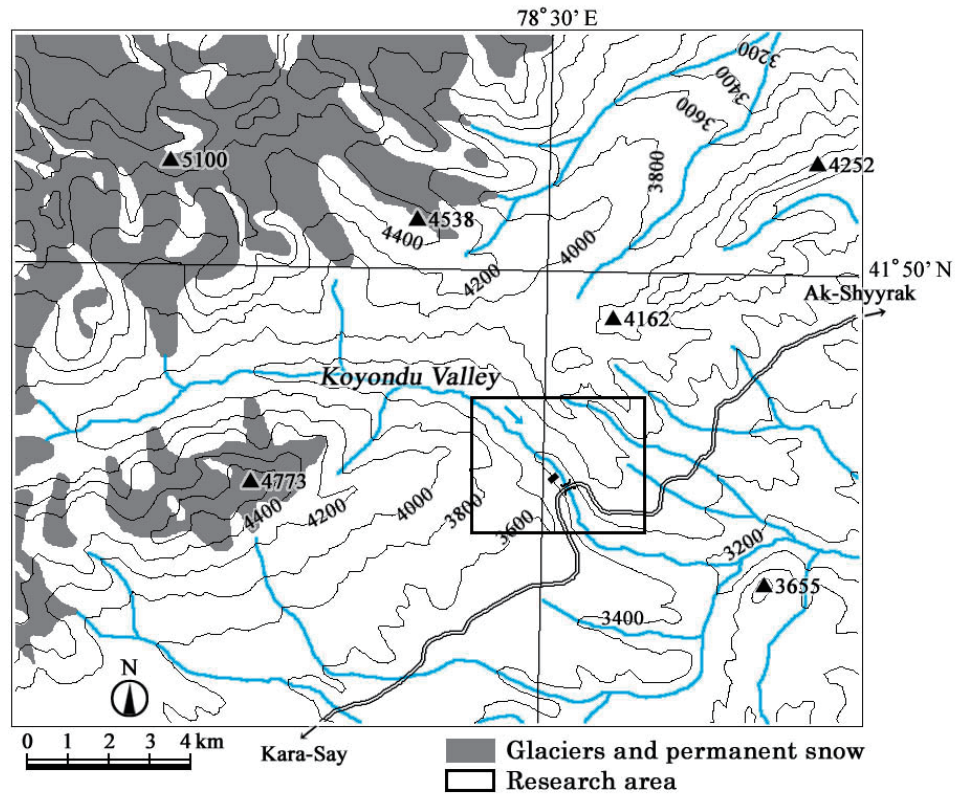 78°30' E
3200
3400
3600
3800
5100
4252
4538
4400
4000
4200
41°50' N
Ak-Shyyrak
4162
Koyondu Valley
4773
4400
4200
4000
3800
3600
3200
3655
3400
N
0 1 2 3 4 km
Kara-Say
Glaciers and permanent snow
Research area